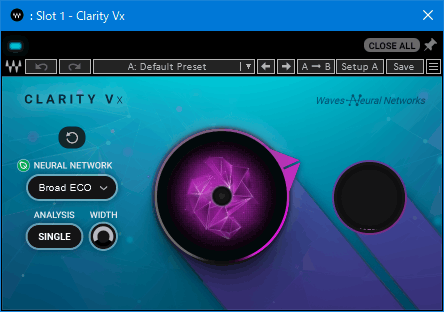 : Slot 1 - Clarity Vx
CLOSE ALL
A: Default Preset
A → B
Setup A
Save
CLARITY Vx
Waves Neural Networks
NEURAL NETWORK
Broad ECO
ANALYSIS
WIDTH
SINGLE